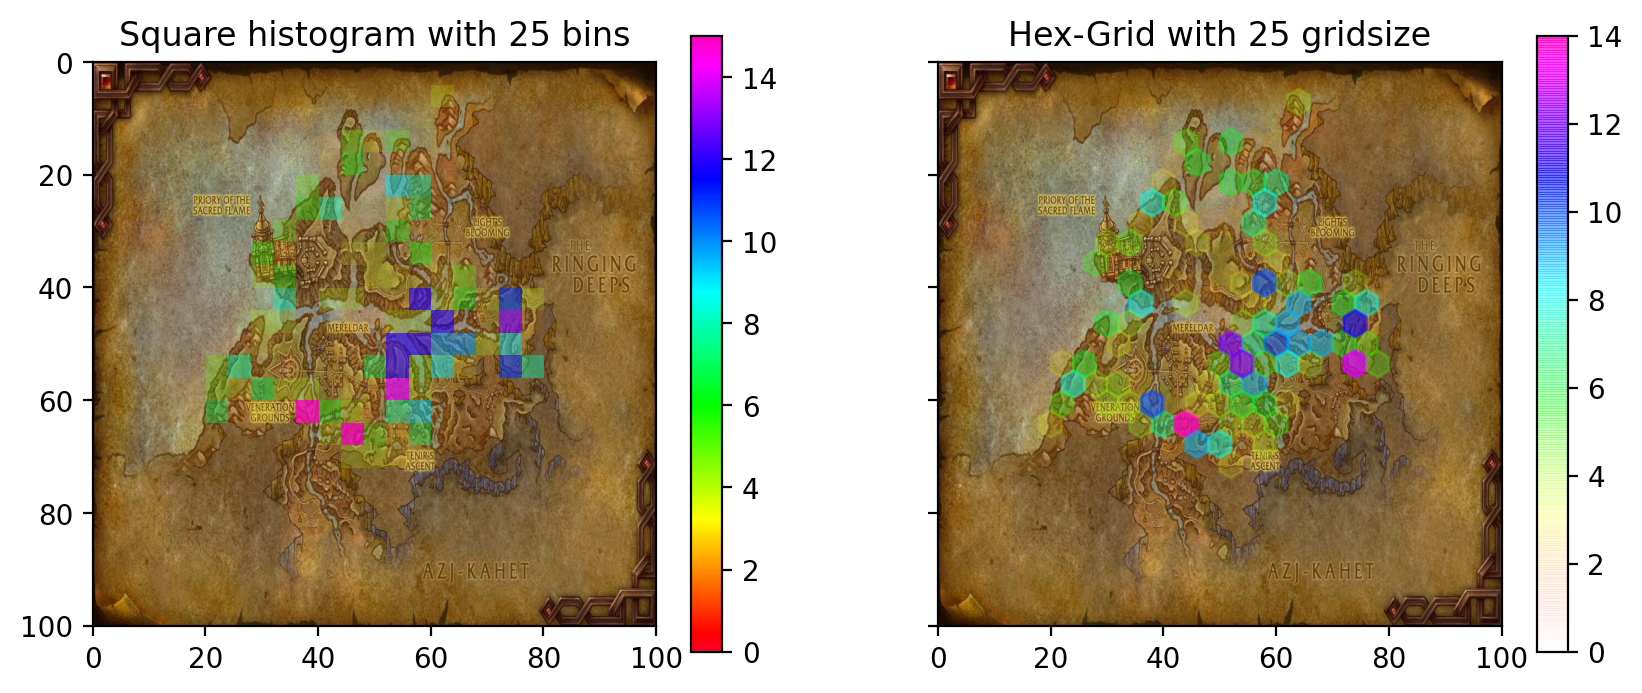 Square histogram with 25 bins
0
20
40
60
80
100
0
20
40
60
80
100
PRIORY OF THE
SACRED FLAME
LIGHT'S
BLOOMING
THE
RINGING
DEEPS
MERELDAR
VENERATION
GROUNDS
TENIR'S
ASCENT
AZJ-KAHET
14
12
10
8
6
4
2
0
Hex-Grid with 25 gridsize
0
20
40
60
80
100
PRIORY OF THE
SACRED FLAME
LIGHT'S
BLOOMING
THE
RINGING
DEEPS
MERELDAR
VENERATION
GROUNDS
TENIR'S
ASCENT
AZJ-KAHET
14
12
10
8
6
4
2
0